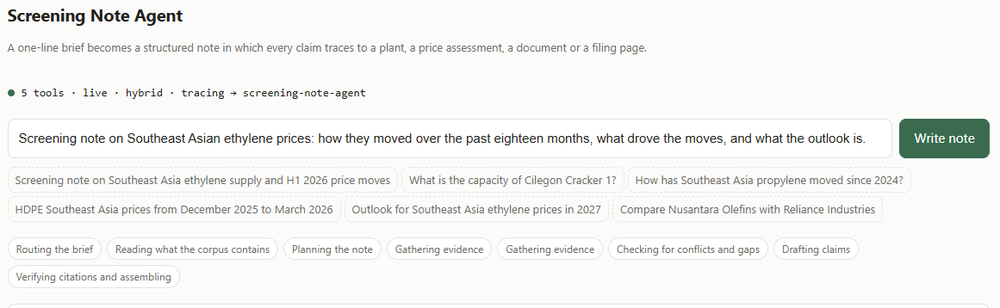 Screening Note Agent
A one-line brief becomes a structured note in which every claim traces to a plant, a price assessment, a document or a filing page.
5 tools · live · hybrid · tracing → screening-note-agent
Screening note on Southeast Asian ethylene prices: how they moved over the past eighteen months, what drove the moves, and what the outlook is.
Write note
Screening note on Southeast Asia ethylene supply and H1 2026 price moves
What is the capacity of Cilegon Cracker 1?
How has Southeast Asia propylene moved since 2024?
HDPE Southeast Asia prices from December 2025 to March 2026
Outlook for Southeast Asia ethylene prices in 2027
Compare Nusantara Olefins with Reliance Industries
Routing the brief
Reading what the corpus contains
Planning the note
Gathering evidence
Gathering evidence
Checking for conflicts and gaps
Drafting claims
Verifying citations and assembling